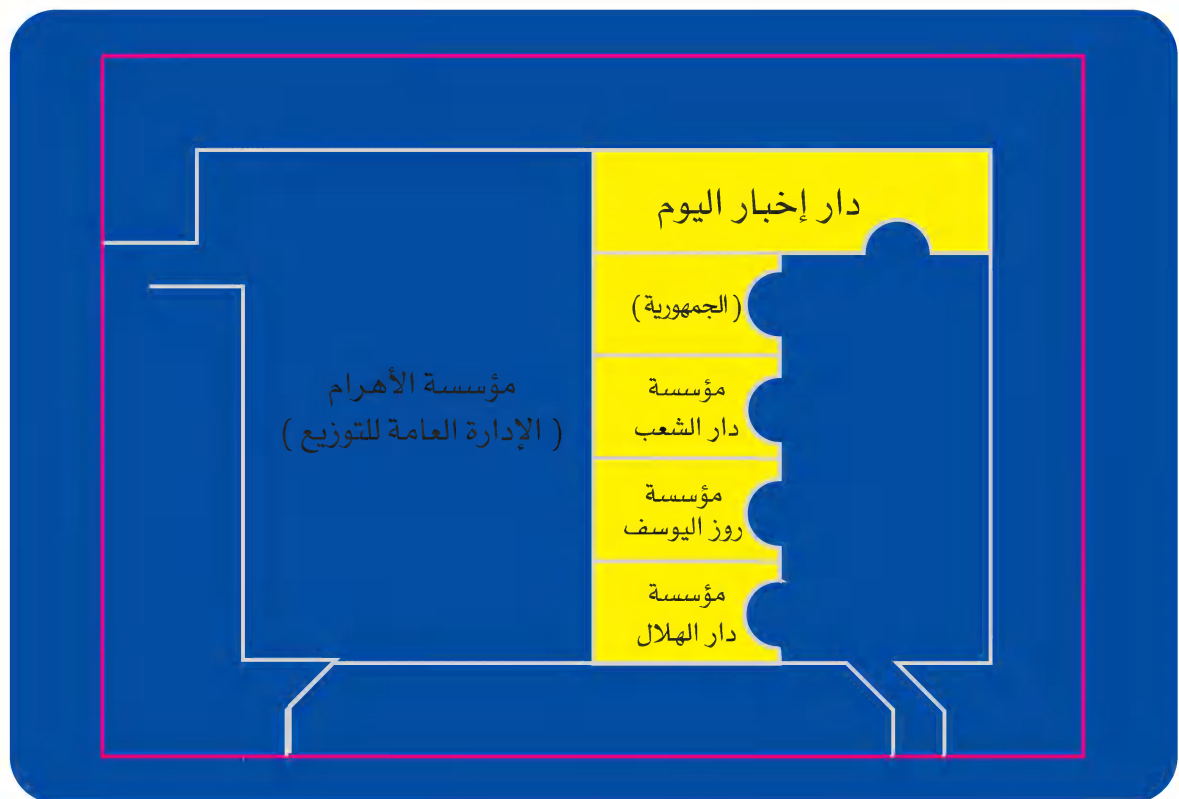 دار إخبار اليوم
( الجمهورية )
مؤسسة
دار الشعب
مؤسسة
روز اليوسف
مؤسسة
دار الهلال
مؤسسة الأهرام
( الإدارة العامة للتوزيع )